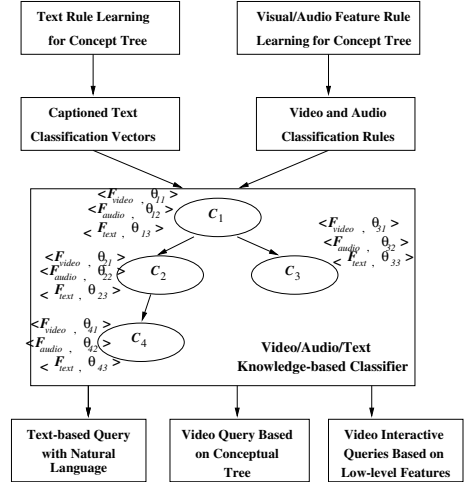 Text Rule Learning
for Concept Tree
Visual/Audio Feature Rule
Learning for Concept Tree
Captioned Text
Classification Vectors
Video and Audio
Classification Rules
<F_video , θ_11 >
<F_audio , θ_12 >
< F_text , θ_13 >
C_1
<F_video , θ_31 >
<F_audio , θ_32 >
< F_text , θ_33 >
<F_video , θ_21 >
<F_audio , θ_22 >
< F_text , θ_23 >
C_2
C_3
<F_video , θ_41 >
<F_audio , θ_42 >
< F_text , θ_43 >
C_4
Video/Audio/Text
Knowledge-based Classifier
Text-based Query
with Natural
Language
Video Query Based
on Conceptual
Tree
Video Interactive
Queries Based on
Low-level Features